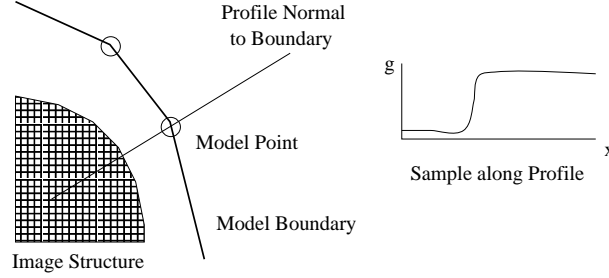 Profile Normal
to Boundary
Model Point
Model Boundary
Image Structure
g
x
Sample along Profile